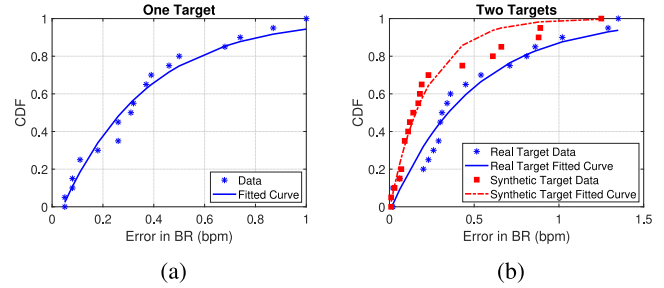 One Target
CDF
1
0.8
0.6
0.4
0.2
0
0 0.2 0.4 0.6 0.8 1
Error in BR (bpm)
Data
Fitted Curve
(a)
Two Targets
CDF
1
0.8
0.6
0.4
0.2
0
0 0.5 1 1.5
Error in BR (bpm)
Real Target Data
Real Target Fitted Curve
Synthetic Target Data
Synthetic Target Fitted Curve
(b)